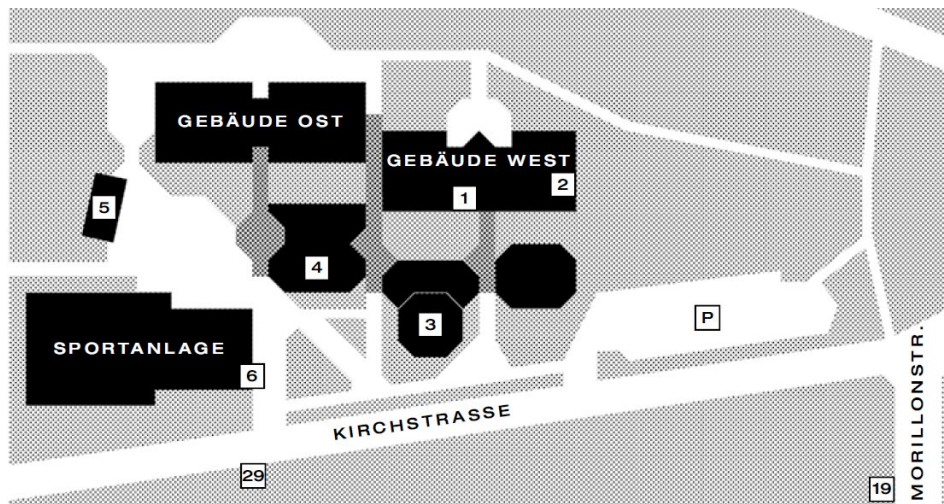 GEBÄUDE OST
GEBÄUDE WEST
2
1
5
4
P
3
SPORTANLAGE
6
KIRCHSTRASSE
MORILLONSTR.
29
19